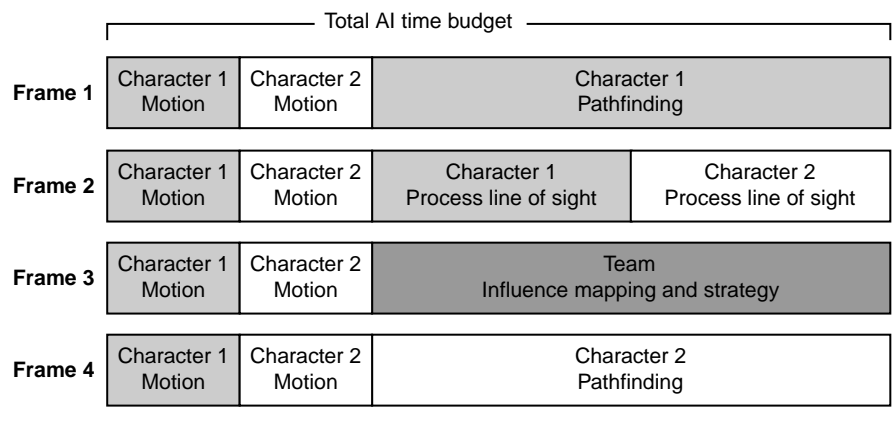 Total AI time budget
Frame 1
Character 1
Motion
Character 2
Motion
Character 1
Pathfinding
Frame 2
Character 1
Motion
Character 2
Motion
Character 1
Process line of sight
Character 2
Process line of sight
Frame 3
Character 1
Motion
Character 2
Motion
Team
Influence mapping and strategy
Frame 4
Character 1
Motion
Character 2
Motion
Character 2
Pathfinding